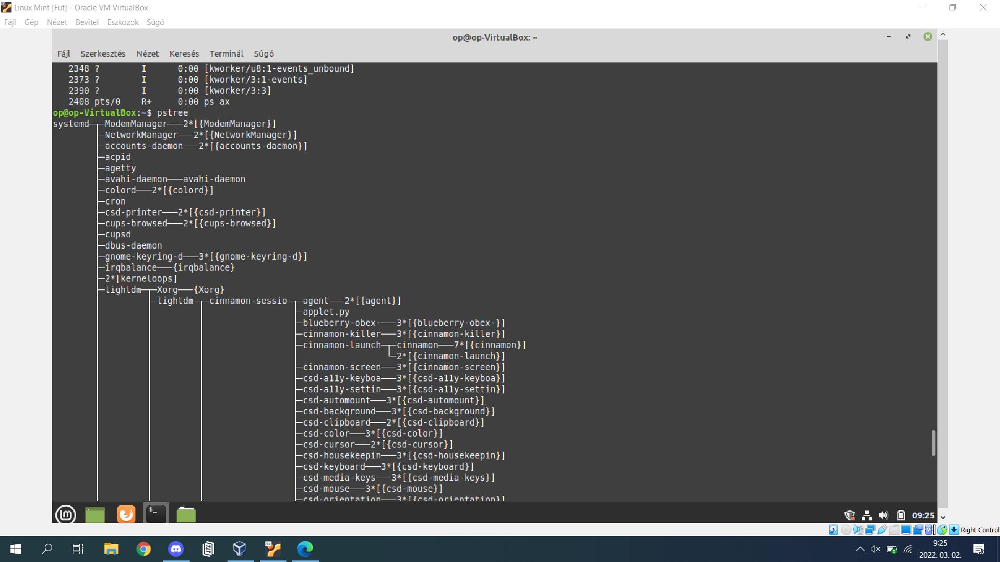 Linux Mint [Fut] - Oracle VM VirtualBox
Fájl Gép Nézet Bevitel Eszközök Súgó
op@op-VirtualBox: ~
Fájl Szerkesztés Nézet Keresés Terminál Súgó
2348 ? I 0:00 [kworker/u8:1-events_unbound]
2373 ? I 0:00 [kworker/3:1-events]
2390 ? I 0:00 [kworker/3:3]
2408 pts/0 R+ 0:00 ps ax
op@op-VirtualBox:~$ pstree
systemd─┬─ModemManager───2*[{ModemManager}]
├─NetworkManager───2*[{NetworkManager}]
├─accounts-daemon───2*[{accounts-daemon}]
├─acpid
├─agetty
├─avahi-daemon───avahi-daemon
├─colord───2*[{colord}]
├─cron
├─csd-printer───2*[{csd-printer}]
├─cups-browsed───2*[{cups-browsed}]
├─cupsd
├─dbus-daemon
├─gnome-keyring-d───3*[{gnome-keyring-d}]
├─irqbalance───{irqbalance}
├─2*[kerneloops]
├─lightdm─┬─Xorg───{Xorg}
│ ├─lightdm─┬─cinnamon-sessio─┬─agent───2*[{agent}]
│ │ │ ├─applet.py
│ │ │ ├─blueberry-obex-───3*[{blueberry-obex-}]
│ │ │ ├─cinnamon-killer───3*[{cinnamon-killer}]
│ │ │ ├─cinnamon-launch─┬─cinnamon───7*[{cinnamon}]
│ │ │ │ └─2*[{cinnamon-launch}]
│ │ │ ├─cinnamon-screen───3*[{cinnamon-screen}]
│ │ │ ├─csd-a11y-keyboa───3*[{csd-a11y-keyboa}]
│ │ │ ├─csd-a11y-settin───3*[{csd-a11y-settin}]
│ │ │ ├─csd-automount───3*[{csd-automount}]
│ │ │ ├─csd-background───3*[{csd-background}]
│ │ │ ├─csd-clipboard───2*[{csd-clipboard}]
│ │ │ ├─csd-color───3*[{csd-color}]
│ │ │ ├─csd-cursor───2*[{csd-cursor}]
│ │ │ ├─csd-housekeepin───3*[{csd-housekeepin}]
│ │ │ ├─csd-keyboard───3*[{csd-keyboard}]
│ │ │ ├─csd-media-keys───3*[{csd-media-keys}]
│ │ │ ├─csd-mouse───3*[{csd-mouse}]
│ │ │ ├─csd-orientation───3*[{csd-orientation}]
09:25
Right Control
9:25
2022. 03. 02.